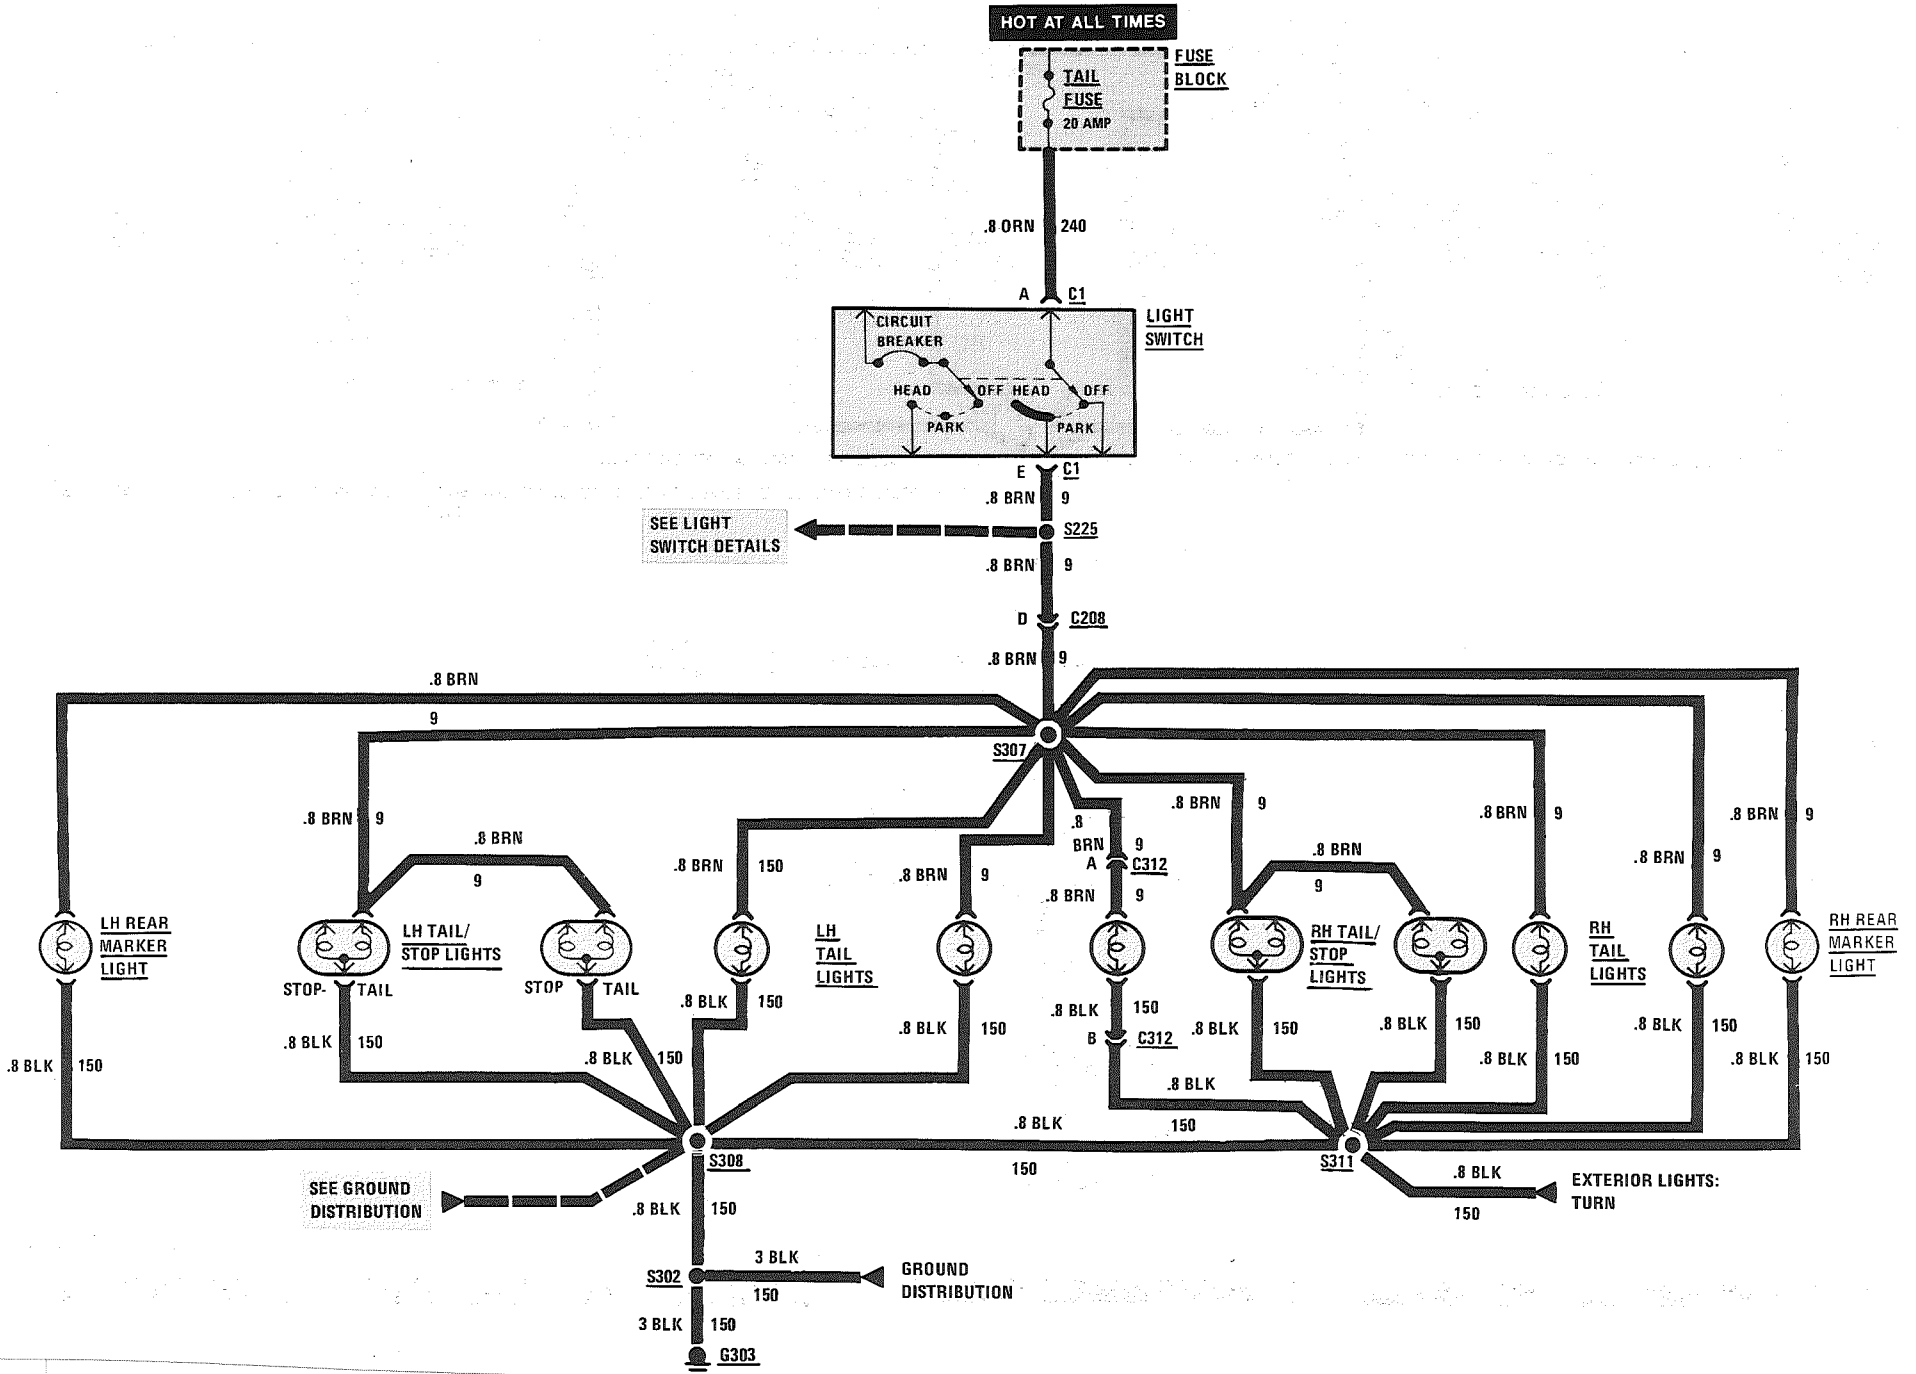 HOT AT ALL TIMES
FUSE
BLOCK
TAIL
FUSE
20 AMP
.8 ORN 240
A C1
LIGHT
SWITCH
CIRCUIT
BREAKER
HEAD OFF HEAD OFF
PARK PARK
E C1
.8 BRN 9
SEE LIGHT
SWITCH DETAILS
S225
.8 BRN 9
D C208
.8 BRN 9
.8 BRN
9
S307
.8 BRN 9
.8 BRN
9
.8 BRN 150
.8 BRN 9
.8
BRN 9
A C312
.8 BRN 9
.8 BRN 9
.8 BRN
9
.8 BRN 9
.8 BRN 9
.8 BRN 9
LH REAR
MARKER
LIGHT
LH TAIL/
STOP LIGHTS
STOP- TAIL
STOP TAIL
LH
TAIL
LIGHTS
RH TAIL/
STOP
LIGHTS
RH
TAIL
LIGHTS
RH REAR
MARKER
LIGHT
.8 BLK 150
.8 BLK 150
.8 BLK 150
.8 BLK 150
.8 BLK 150
.8 BLK 150
B C312
.8 BLK
150
.8 BLK 150
.8 BLK 150
.8 BLK 150
.8 BLK 150
.8 BLK 150
.8 BLK
150
S308
S311
SEE GROUND
DISTRIBUTION
.8 BLK 150
.8 BLK
150
EXTERIOR LIGHTS:
TURN
S302
3 BLK
150
GROUND
DISTRIBUTION
3 BLK 150
G303